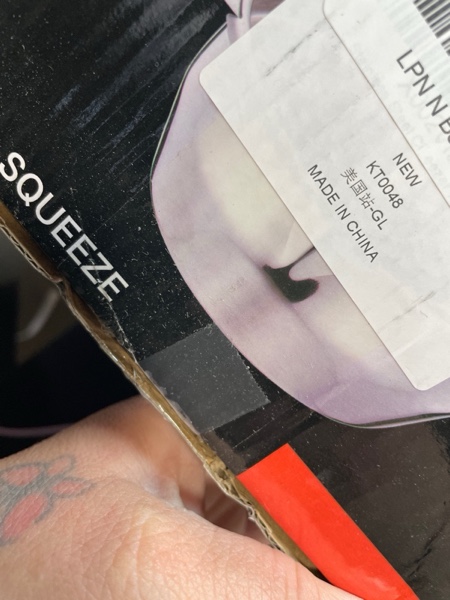 SQUEEZE
LPN N
NEW
KT0048
美国站-GL
MADE IN CHINA